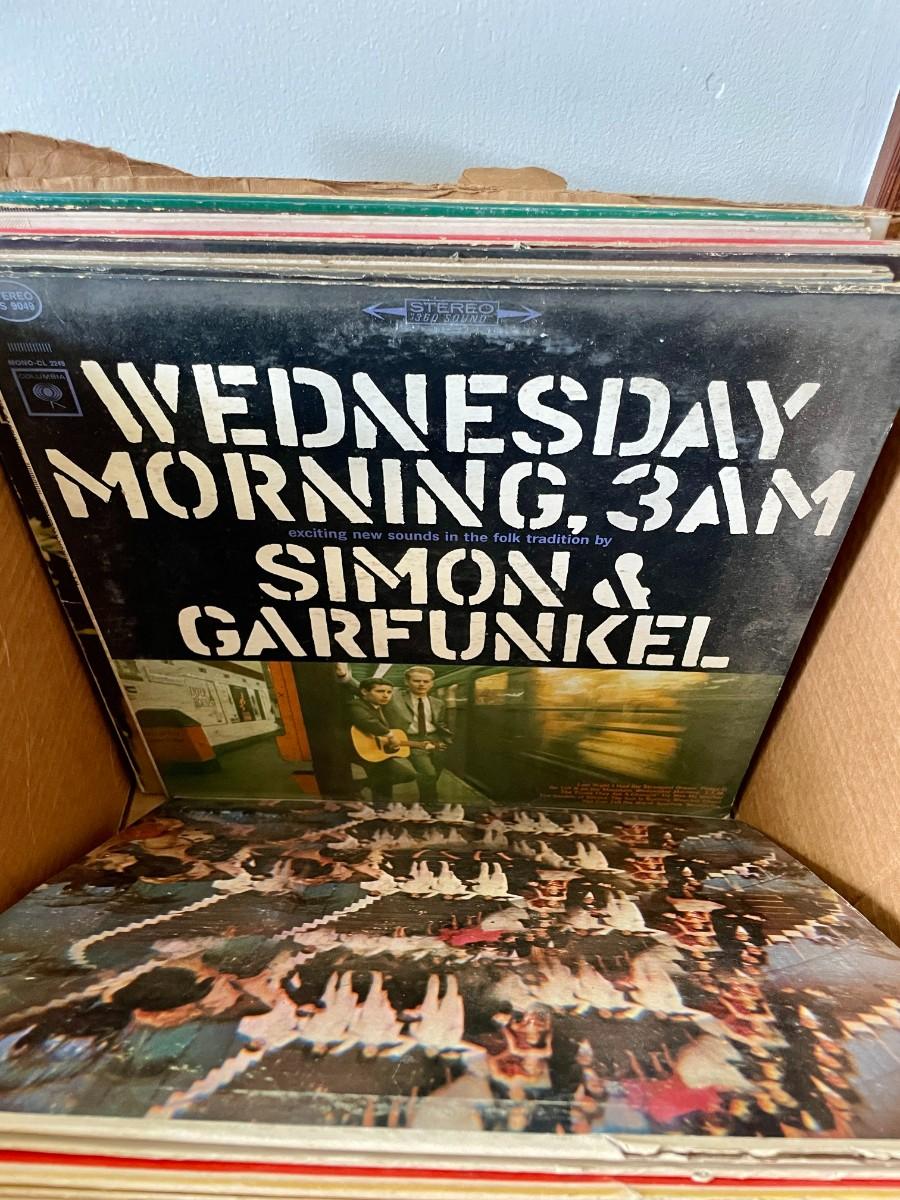 STEREO
360 SOUND
EREO
S 9049
MONO-CL 2249
COLUMBIA
WEDNESDAY
MORNING, 3AM
exciting new sounds in the folk tradition by
SIMON &
GARFUNKEL